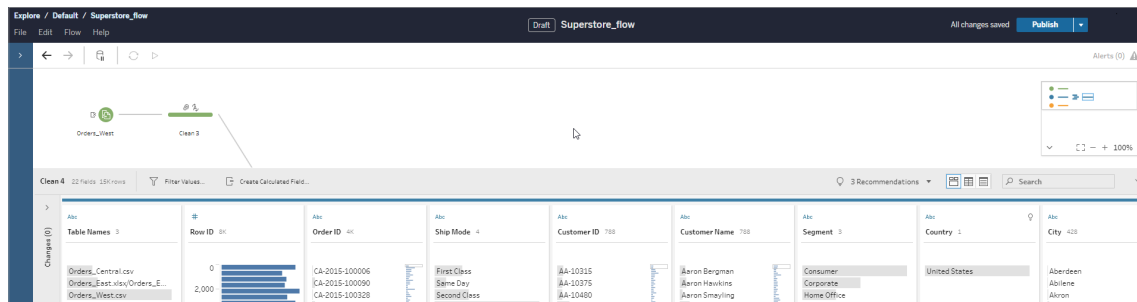 Explore / Default / Superstore_flow
File Edit Flow Help
Draft Superstore_flow
All changes saved Publish
Alerts (0)
Orders_West
Clean 3
100%
Clean 4 22 fields 15K rows Filter Values... Create Calculated Field... 3 Recommendations Search
Changes (0)
Abc # Abc Abc Abc Abc Abc Abc Abc
Table Names 3 Row ID 8K Order ID 4K Ship Mode 4 Customer ID 788 Customer Name 788 Segment 3 Country 1 City 428
Orders_Central.csv 0 CA-2015-100006 First Class AA-10315 Aaron Bergman Consumer United States Aberdeen
Orders_East.xlsx/Orders_E... CA-2015-100090 Same Day AA-10375 Aaron Hawkins Corporate Abilene
Orders_West.csv 2,000 CA-2015-100328 Second Class AA-10480 Aaron Smayling Home Office Akron